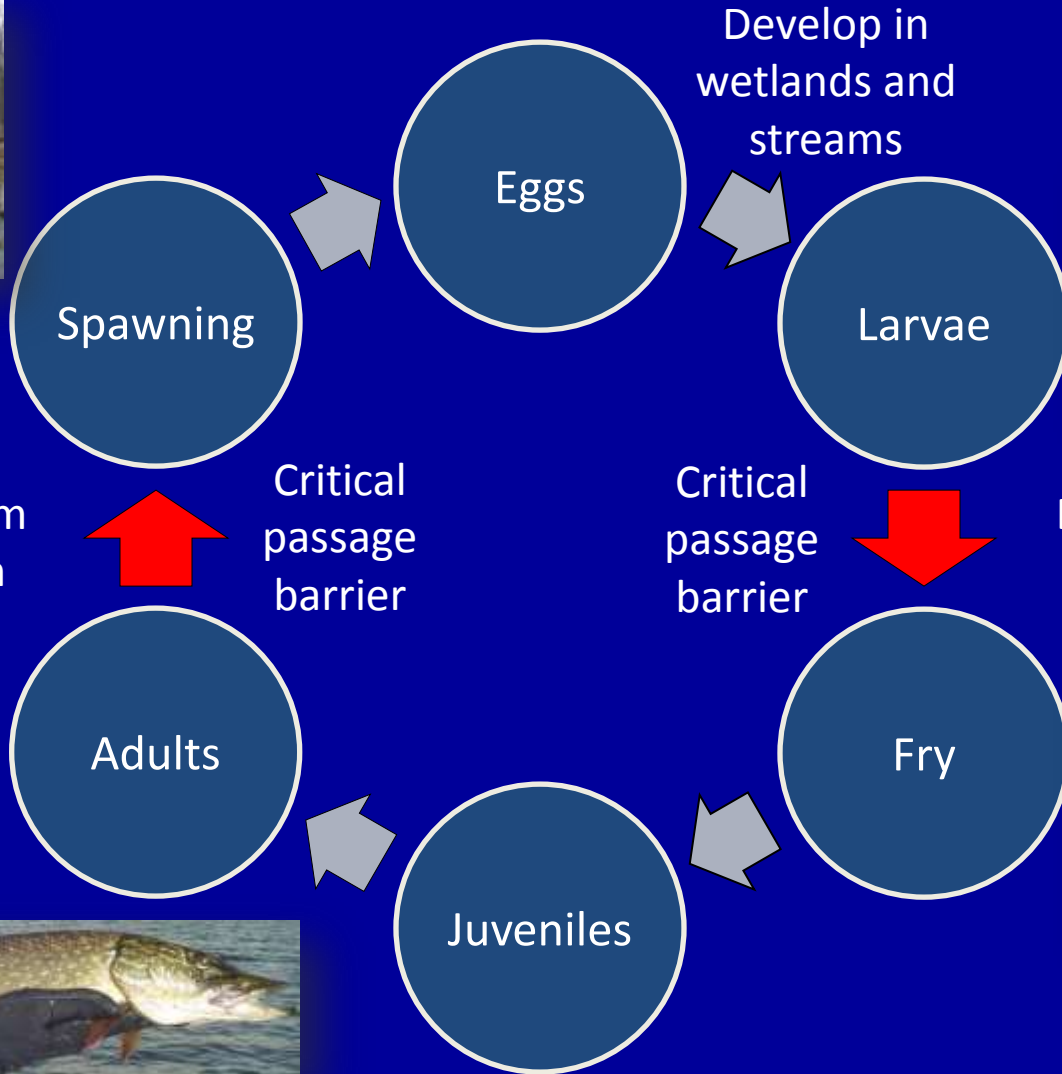 Develop in
wetlands and
streams
Eggs
Spawning
Larvae
Critical
passage
barrier
Critical
passage
barrier
Adults
Fry
Juveniles